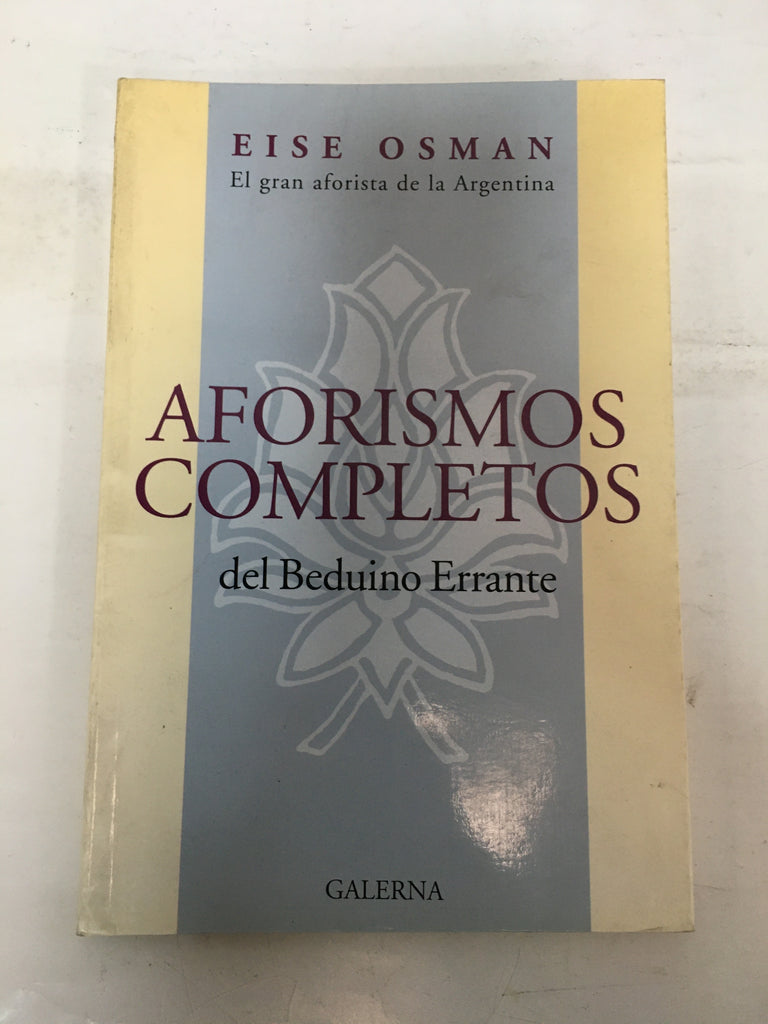 EISE OSMAN
El gran aforista de la Argentina
AFORISMOS
COMPLETOS
del Beduino Errante
GALERNA